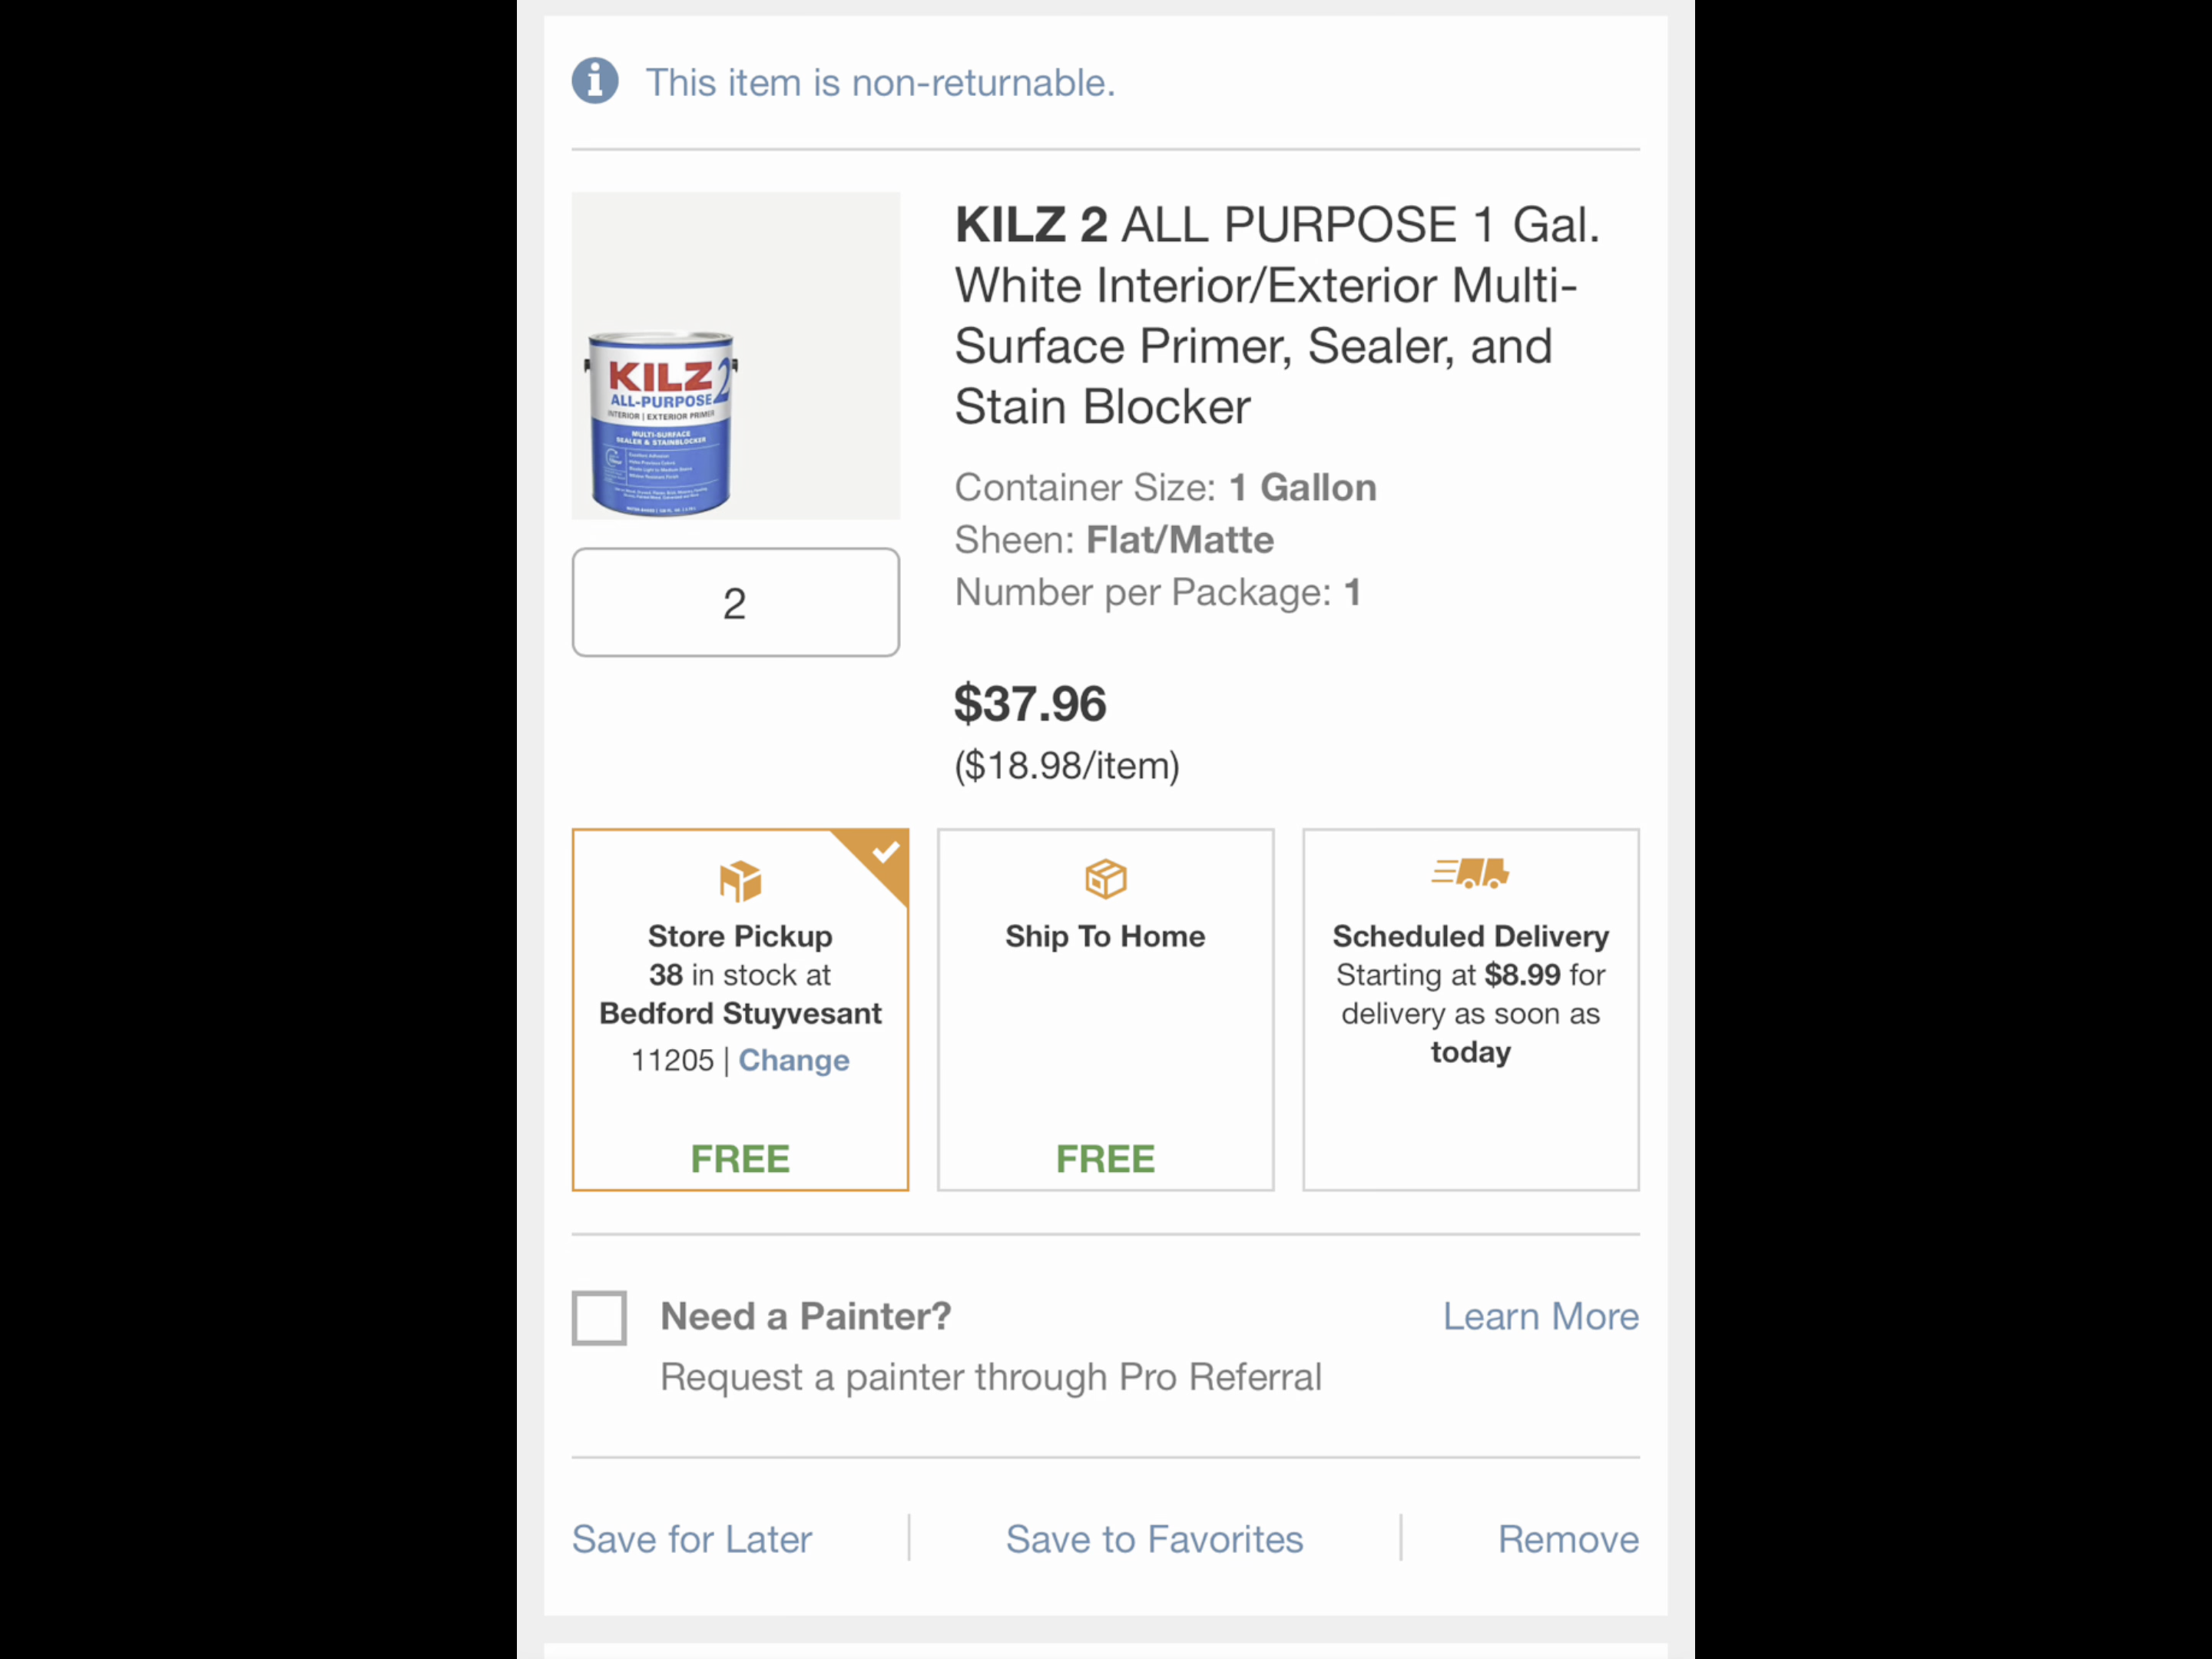 This item is non-returnable.
KILZ 2 ALL PURPOSE 1 Gal.
White Interior/Exterior Multi-
Surface Primer, Sealer, and
Stain Blocker
KILZ 2
ALL-PURPOSE
INTERIOR | EXTERIOR PRIMER
MULTI-SURFACE
SEALER & STAINBLOCKER
Container Size: 1 Gallon
Sheen: Flat/Matte
Number per Package: 1
2
$37.96
($18.98/item)
Store Pickup
38 in stock at
Bedford Stuyvesant
11205 | Change
FREE
Ship To Home
FREE
Scheduled Delivery
Starting at $8.99 for
delivery as soon as
today
Need a Painter?
Learn More
Request a painter through Pro Referral
Save for Later
Save to Favorites
Remove